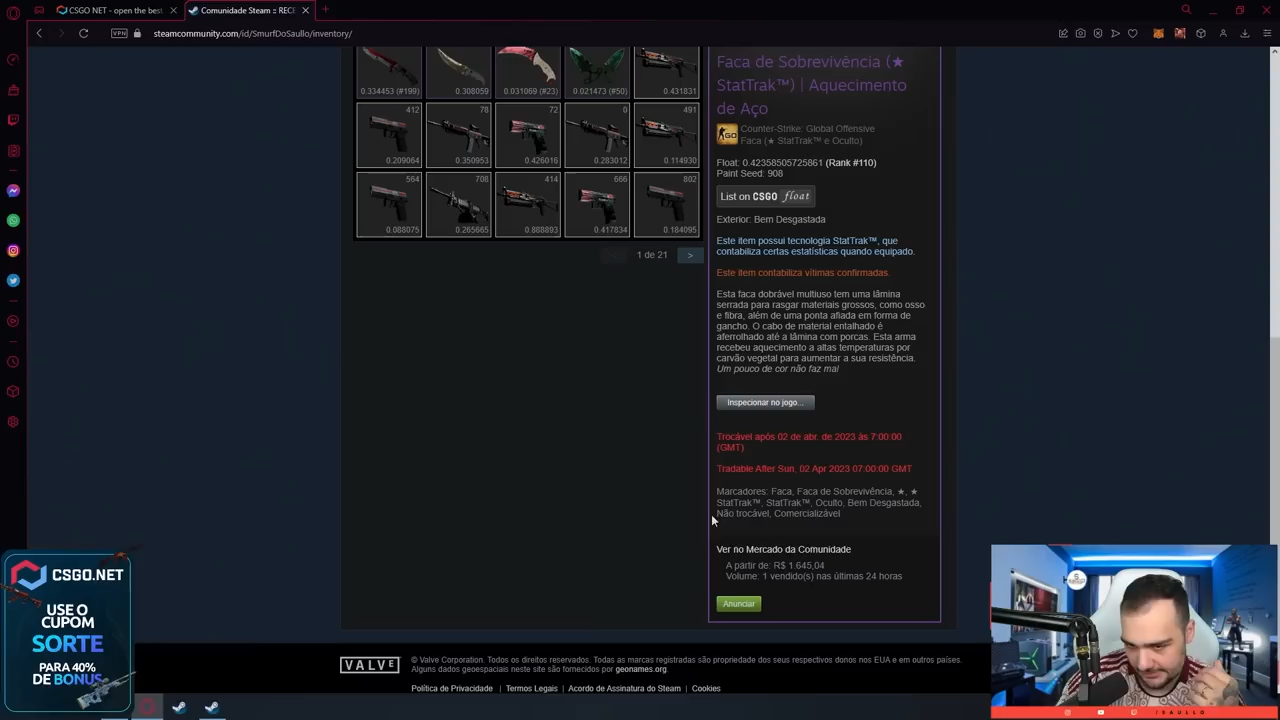 CSGO.NET - open the best
Comunidade Steam :: RECE
VPN
steamcommunity.com/id/SmurfDoSaullo/inventory/
0.334453 (#199)
0.308059
0.031069 (#23)
0.021473 (#50)
0.431831
412
78
72
0
491
0.209064
0.350953
0.426016
0.283012
0.114930
564
708
414
666
802
0.088075
0.265665
0.888893
0.417834
0.184095
1 de 21
>
Faca de Sobrevivência (★
StatTrak™) | Aquecimento
de Aço
Counter-Strike: Global Offensive
Faca (★ StatTrak™ e Oculto)
Float: 0.42358505725861 (Rank #110)
Paint Seed: 908
List on CSGO float
Exterior: Bem Desgastada
Este item possui tecnologia StatTrak™, que
contabiliza certas estatísticas quando equipado.
Este item contabiliza vítimas confirmadas.
Esta faca dobrável multiuso tem uma lâmina
serrada para rasgar materiais grossos, como osso
e fibra, além de uma ponta afiada em forma de
gancho. O cabo de material entalhado é
aferrolhado até a lâmina com porcas. Esta arma
recebeu aquecimento a altas temperaturas por
carvão vegetal para aumentar a sua resistência.
Um pouco de cor não faz mal
Inspecionar no jogo...
Trocável após 02 de abr. de 2023 às 7:00:00
(GMT)
Tradable After Sun, 02 Apr 2023 07:00:00 GMT
Marcadores: Faca, Faca de Sobrevivência, ★, ★
StatTrak™, StatTrak™, Oculto, Bem Desgastada,
Não trocável, Comercializável
Ver no Mercado da Comunidade
A partir de: R$ 1.645,04
Volume: 1 vendido(s) nas últimas 24 horas
Anunciar
CSGO.NET
USE O
CUPOM
SORTE
PARA 40%
DE BONUS
VALVE
© Valve Corporation. Todos os direitos reservados. Todas as marcas registradas são propriedade dos seus respectivos donos nos EUA e em outros países.
Alguns dados geoespaciais neste site são fornecidos por geonames.org.
Política de Privacidade | Termos Legais | Acordo de Assinatura do Steam | Cookies
ISAULLO